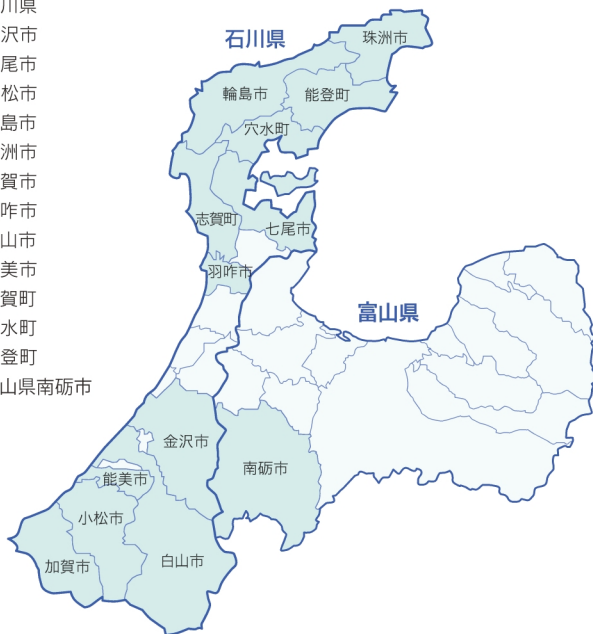 川県
沢市
尾市
松市
島市
洲市
賀市
咋市
山市
美市
賀町
水町
登町
山県南砺市
石川県
珠洲市
輪島市
能登町
穴水町
志賀町
七尾市
羽咋市
富山県
金沢市
南砺市
能美市
小松市
白山市
加賀市